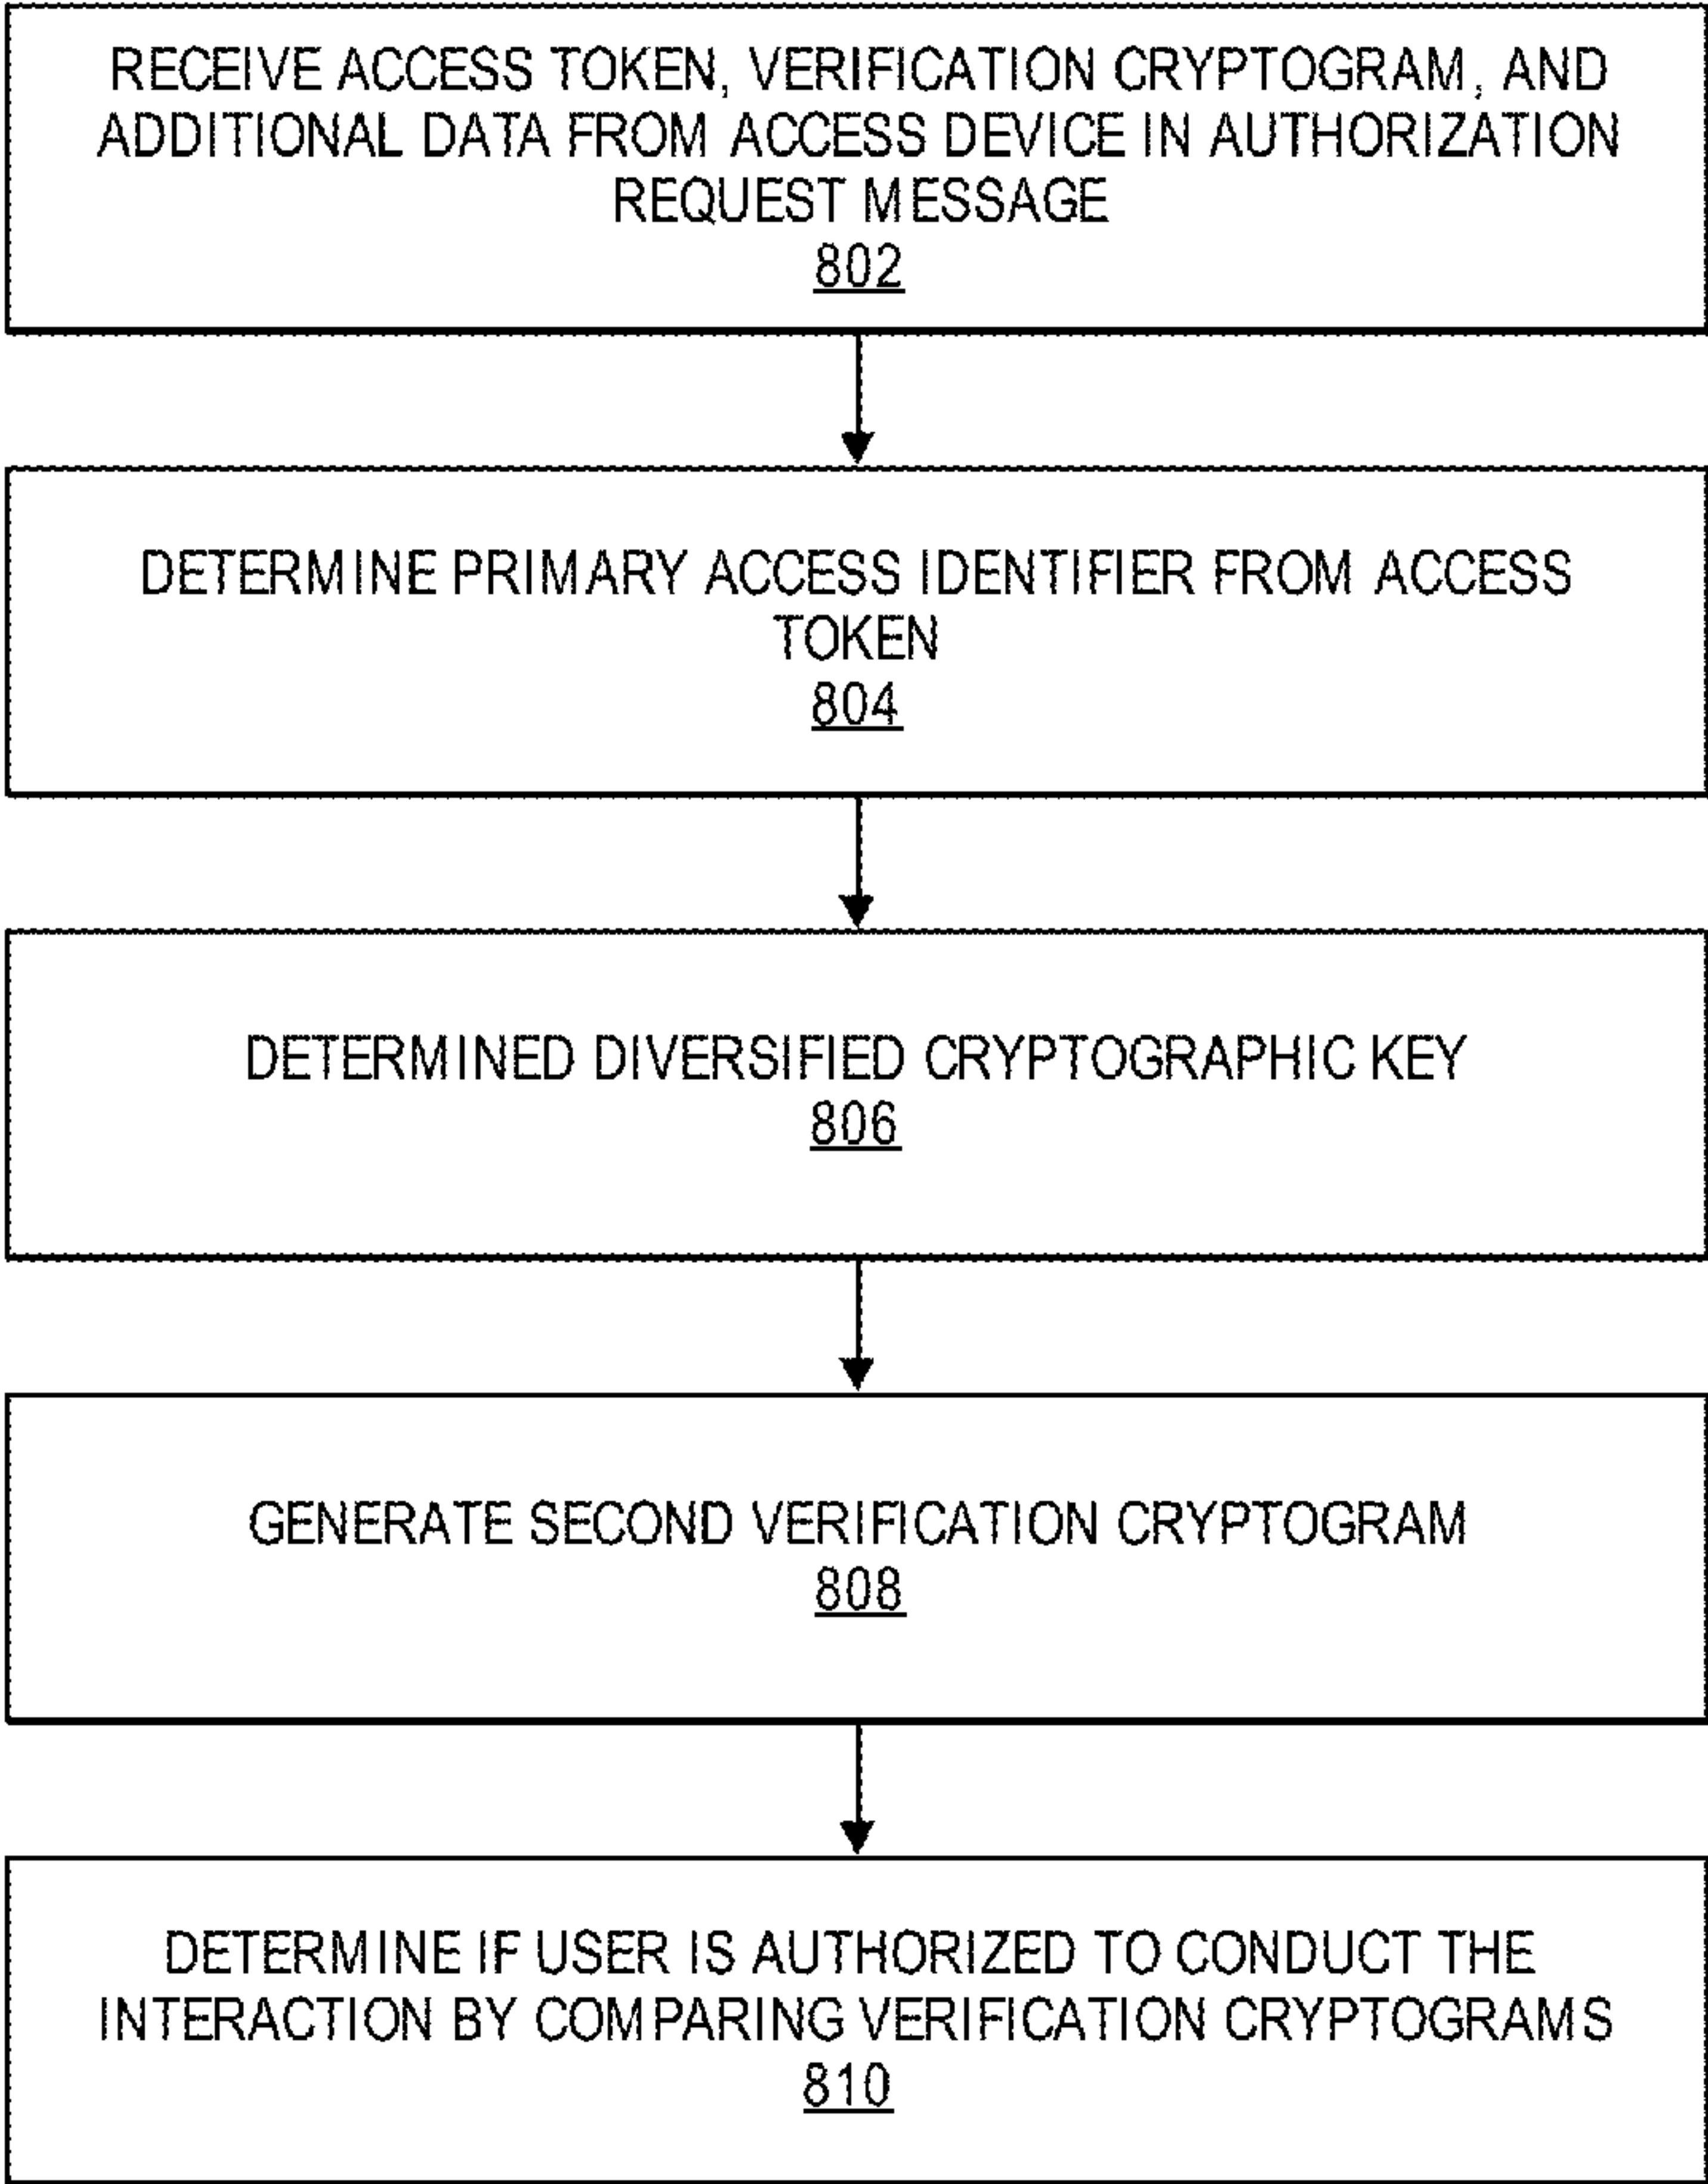 RECEIVE ACCESS TOKEN, VERIFICATION CRYPTOGRAM, AND
ADDITIONAL DATA FROM ACCESS DEVICE IN AUTHORIZATION
REQUEST MESSAGE
802
DETERMINE PRIMARY ACCESS IDENTIFIER FROM ACCESS
TOKEN
804
DETERMINED DIVERSIFIED CRYPTOGRAPHIC KEY
806
GENERATE SECOND VERIFICATION CRYPTOGRAM
808
DETERMINE IF USER IS AUTHORIZED TO CONDUCT THE
INTERACTION BY COMPARING VERIFICATION CRYPTOGRAMS
810